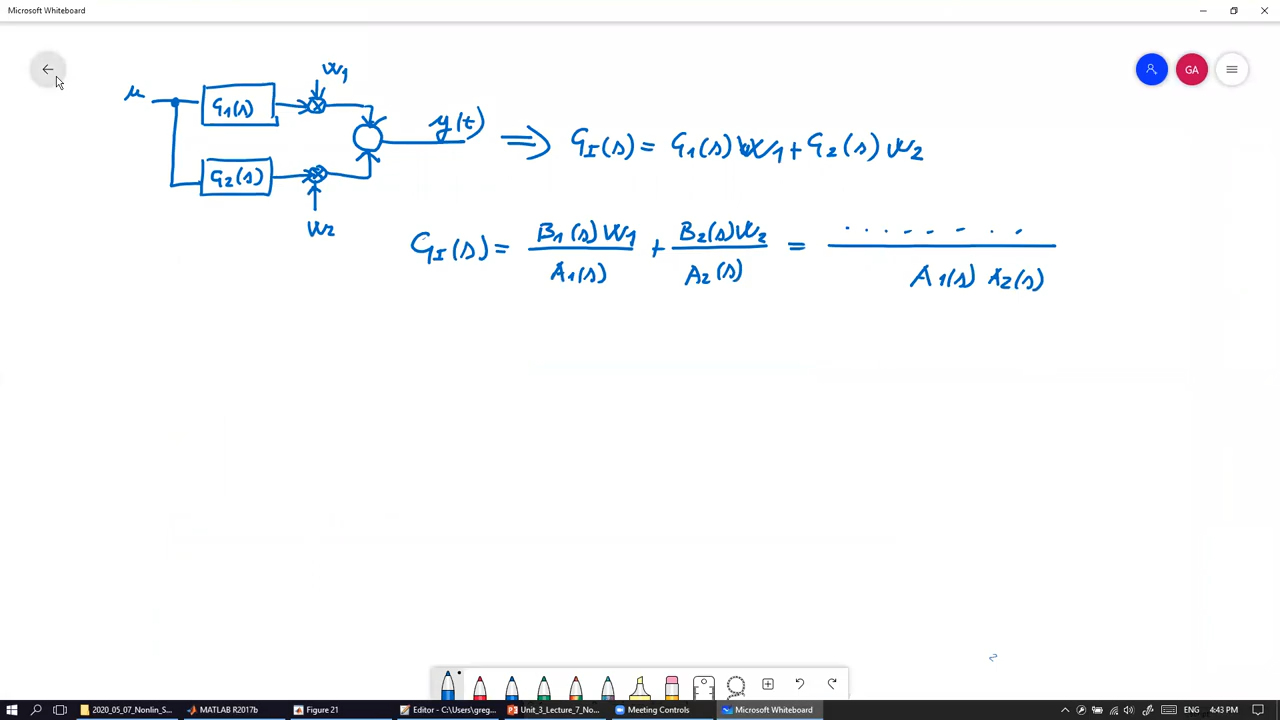 Microsoft Whiteboard
w1
u
G1(s)
y(t) ⇒ GI(s) = G1(s) w1 + G2(s) w2
G2(s)
w2
GI(s) = B1(s) w1 / A1(s) + B2(s) w2 / A2(s) = ....... / A1(s) A2(s)
GA
2020_05_07_Nonlin_S...
MATLAB R2017b
Figure 21
Editor - C:\Users\greg...
Unit_3_Lecture_7_No...
Meeting Controls
Microsoft Whiteboard
ENG
4:43 PM